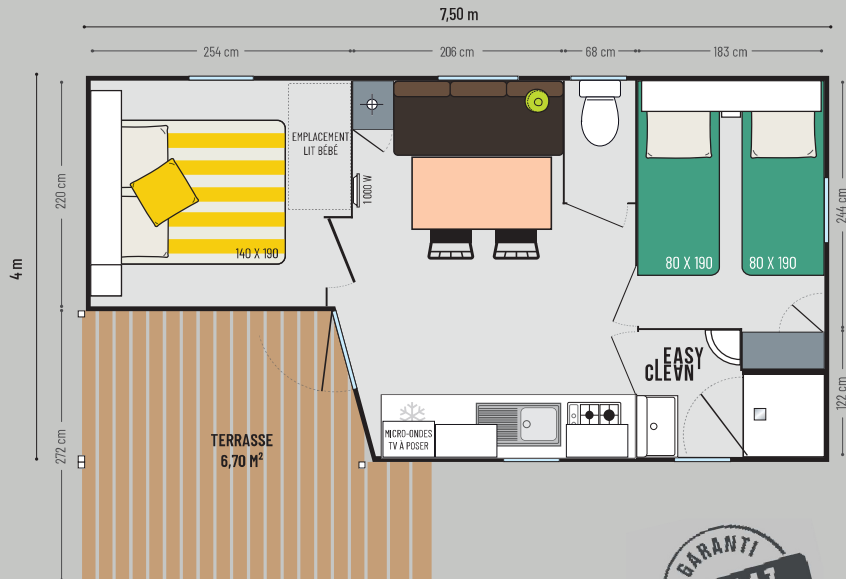 7,50 m
254 cm
206 cm
68 cm
183 cm
4 m
220 cm
EMPLACEMENT
LIT BÉBÉ
1 000 W
140 X 190
80 X 190
80 X 190
244 cm
EASY
CLEAN
122 cm
272 cm
TERRASSE
6,70 M²
MICRO-ONDES
TV À POSER
GARANTI